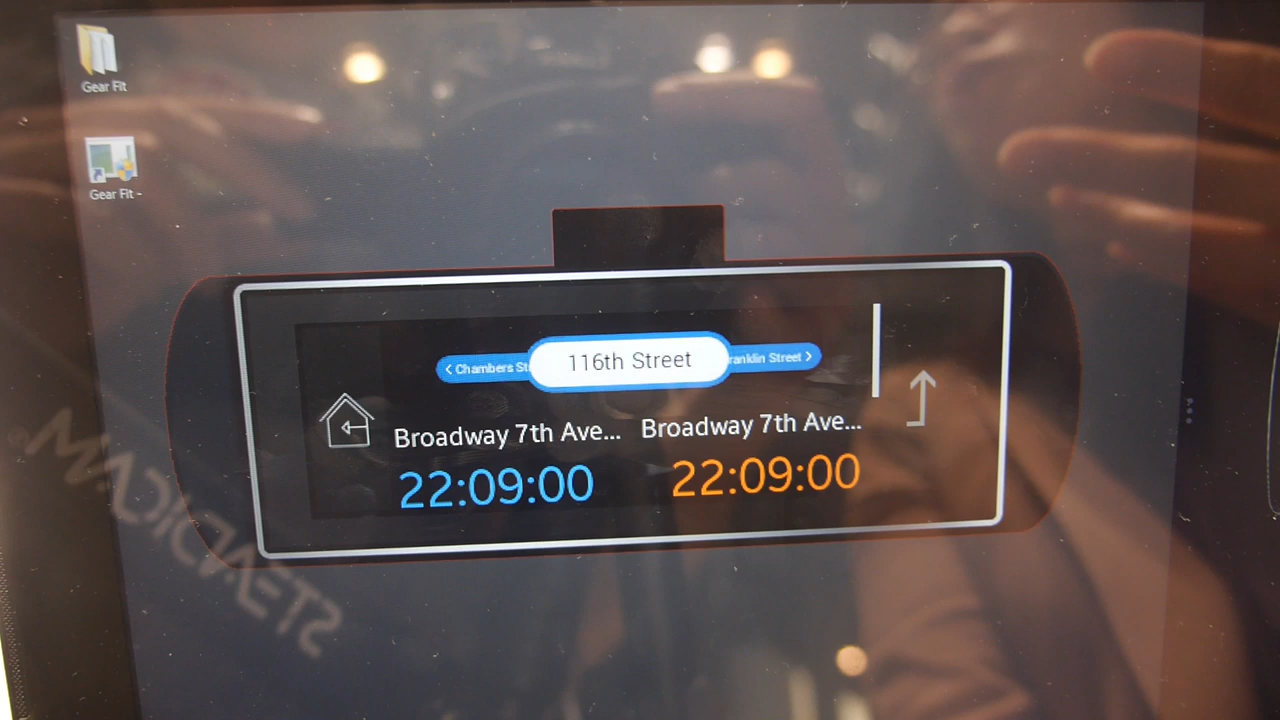 Gear Fit
Gear Fit -
< Chambers St
116th Street
ranklin Street >
Broadway 7th Ave...
Broadway 7th Ave...
22:09:00
22:09:00